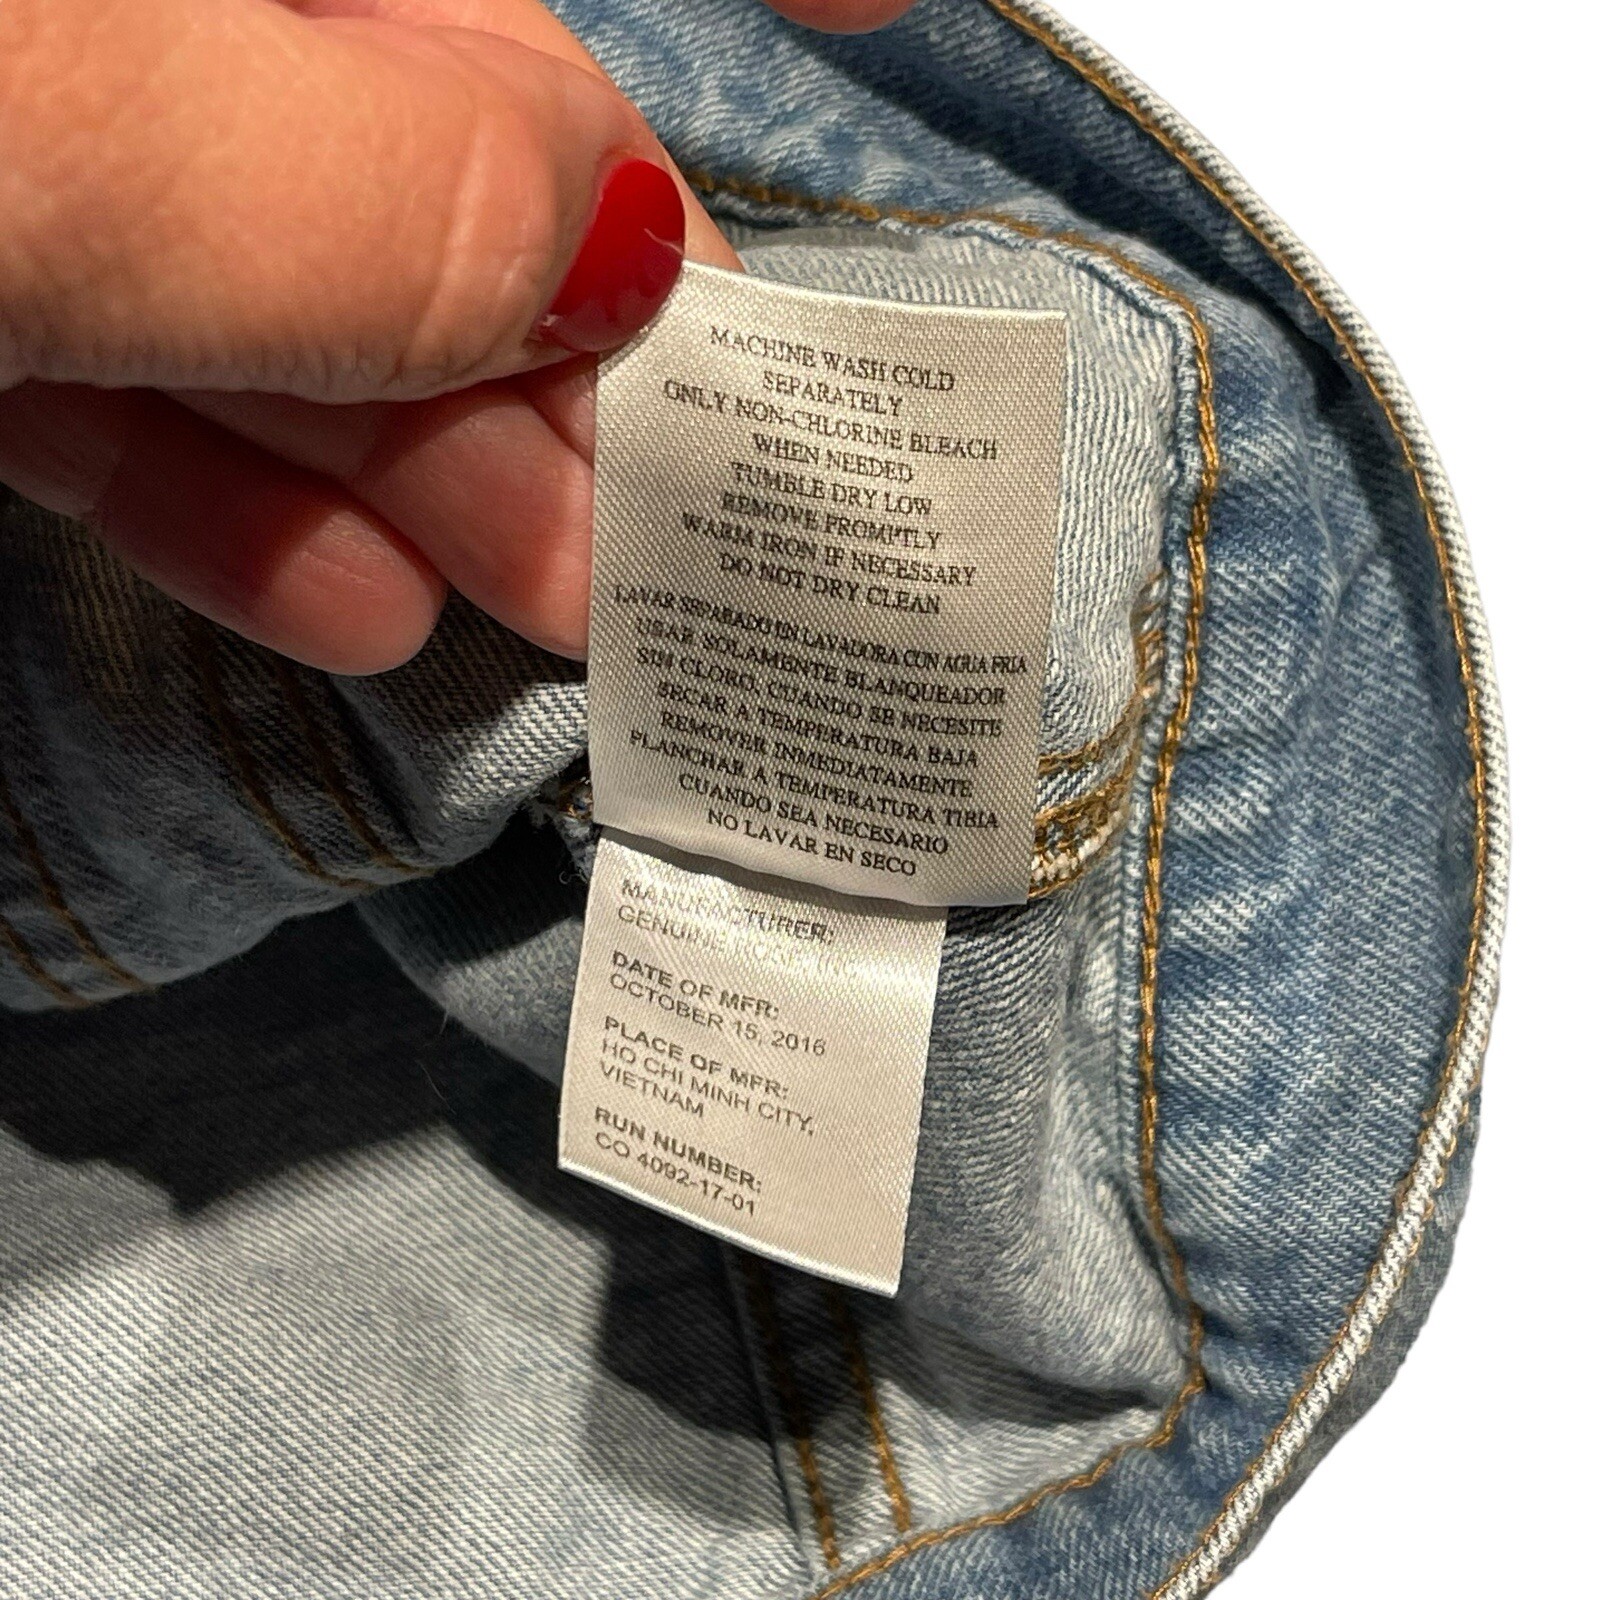 MACHINE WASH COLD
SEPARATELY
ONLY NON-CHLORINE BLEACH
WHEN NEEDED
TUMBLE DRY LOW
REMOVE PROMPTLY
WARM IRON IF NECESSARY
DO NOT DRY CLEAN
LAVAR SEPARADO EN LAVADORA CON AGUA FRIA
USAR SOLAMENTE BLANQUEADOR
SIN CLORO, CUANDO SE NECESITE
SECAR A TEMPERATURA BAJA
REMOVER INMEDIATAMENTE
PLANCHAR A TEMPERATURA TIBIA
CUANDO SEA NECESARIO
NO LAVAR EN SECO
MANUFACTURER:
GENUINE
DATE OF MFR:
OCTOBER 15, 2016
PLACE OF MFR:
HO CHI MINH CITY,
VIETNAM
RUN NUMBER:
CO 4092-17-01